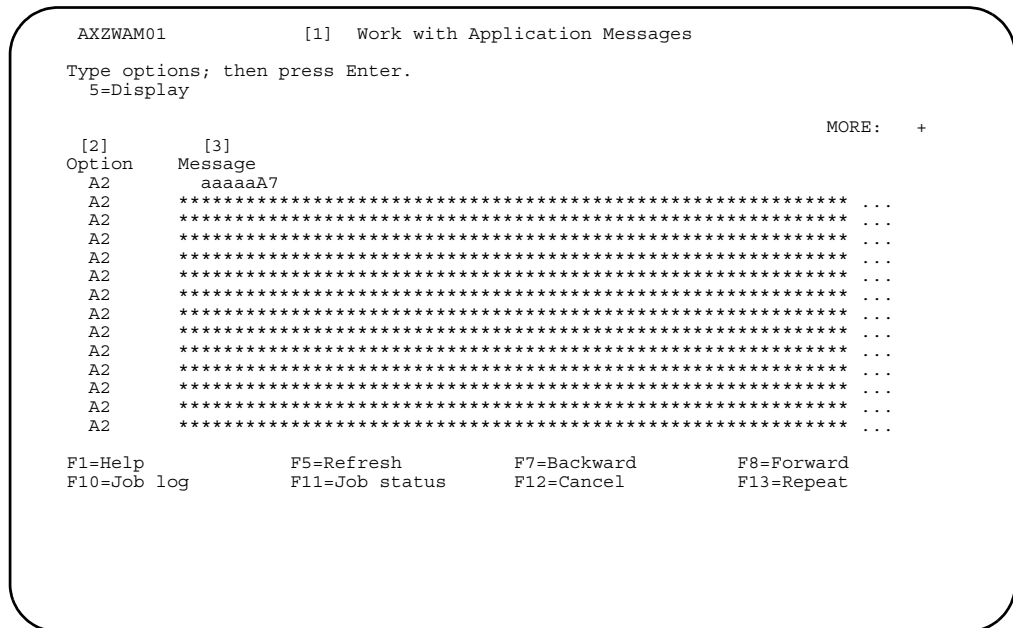 AXZWAM01 [1] Work with Application Messages
Type options; then press Enter.
5=Display
MORE: +
[2] [3]
Option Message
A2 aaaaaA7
A2 ************************************************************ ...
A2 ************************************************************ ...
A2 ************************************************************ ...
A2 ************************************************************ ...
A2 ************************************************************ ...
A2 ************************************************************ ...
A2 ************************************************************ ...
A2 ************************************************************ ...
A2 ************************************************************ ...
A2 ************************************************************ ...
A2 ************************************************************ ...
A2 ************************************************************ ...
A2 ************************************************************ ...
F1=Help F5=Refresh F7=Backward F8=Forward
F10=Job log F11=Job status F12=Cancel F13=Repeat